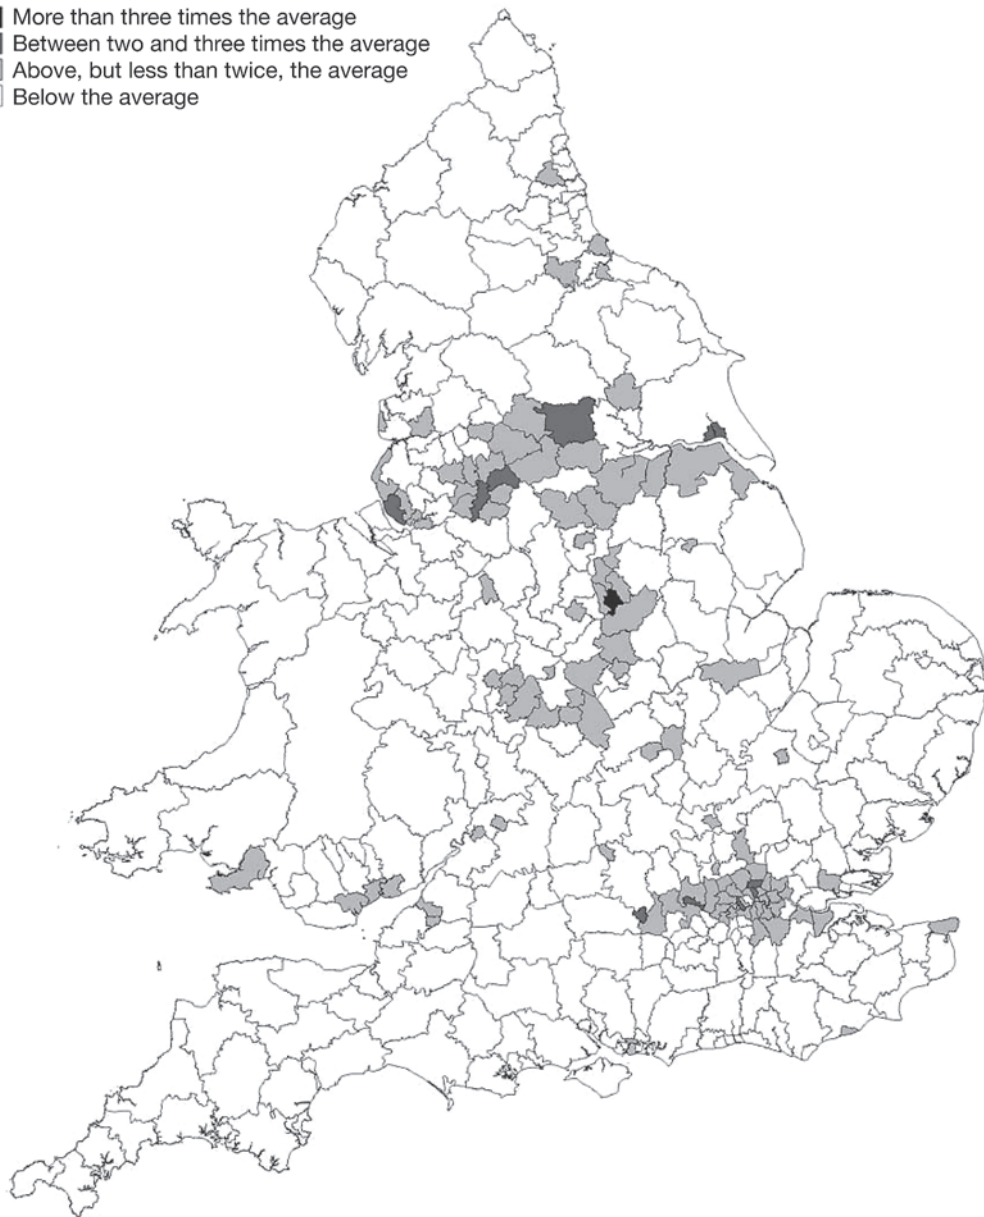 More than three times the average
Between two and three times the average
Above, but less than twice, the average
Below the average